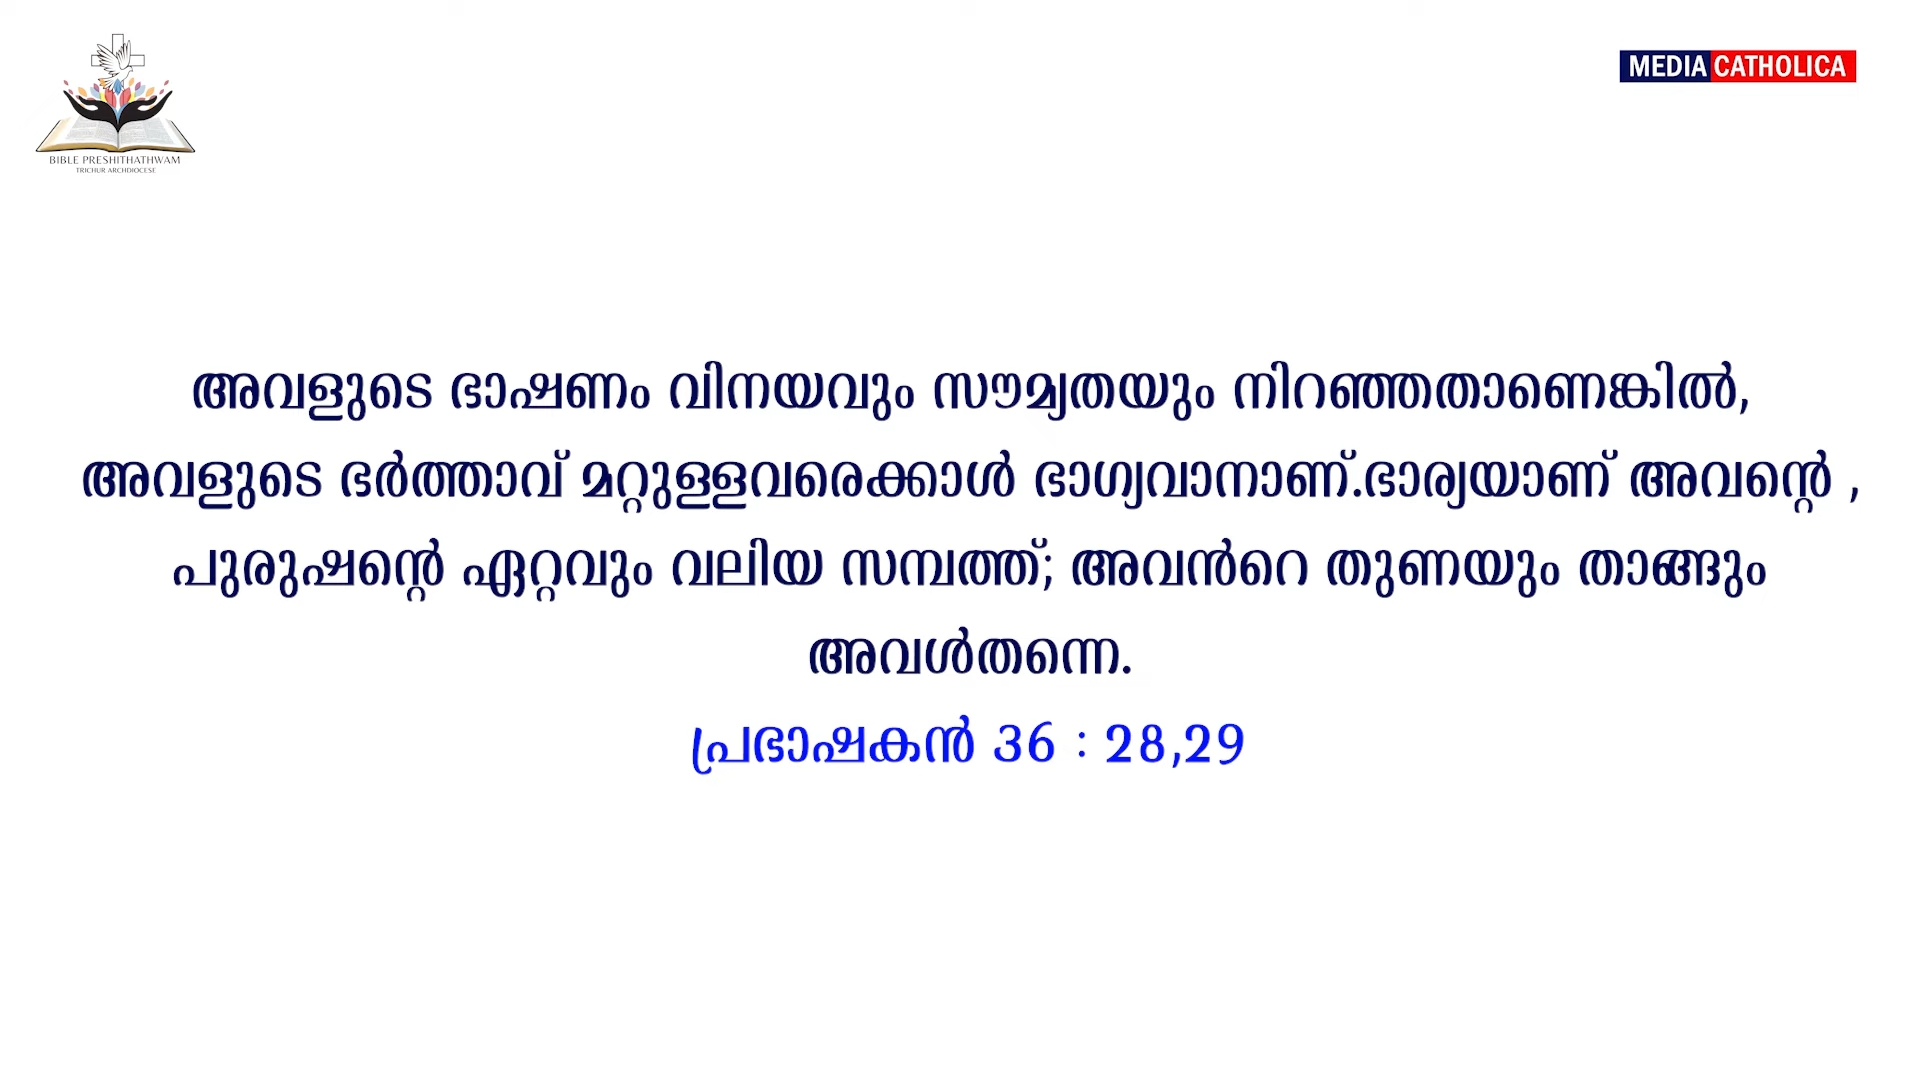 BIBLE PRESHITHATHWAM
TRICHUR ARCHDIOCESE
MEDIA CATHOLICA
അവളുടെ ഭാഷണം വിനയവും സൗമ്യതയും നിറഞ്ഞതാണെങ്കിൽ,
അവളുടെ ഭർത്താവ് മറ്റുള്ളവരെക്കാൾ ഭാഗ്യവാനാണ്.ഭാര്യയാണ് അവന്റെ ,
പുരുഷന്റെ ഏറ്റവും വലിയ സമ്പത്ത്; അവൻറെ തുണയും താങ്ങും
അവൾതന്നെ.
പ്രഭാഷകൻ 36 : 28,29